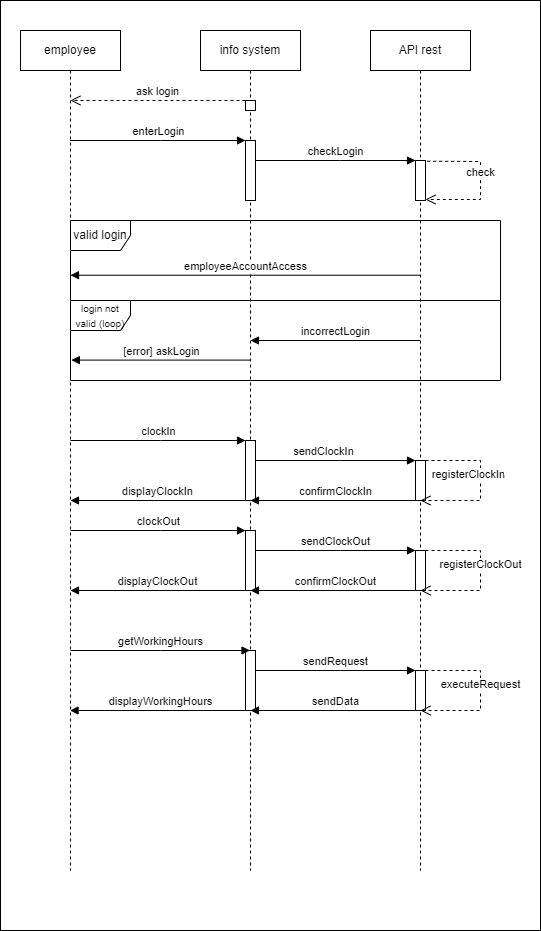 employee
info system
API rest
ask login
enterLogin
checkLogin
check
valid login
employeeAccountAccess
login not
valid (loop)
incorrectLogin
[error] askLogin
clockIn
sendClockIn
registerClockIn
displayClockIn
confirmClockIn
clockOut
sendClockOut
registerClockOut
displayClockOut
confirmClockOut
getWorkingHours
sendRequest
executeRequest
displayWorkingHours
sendData